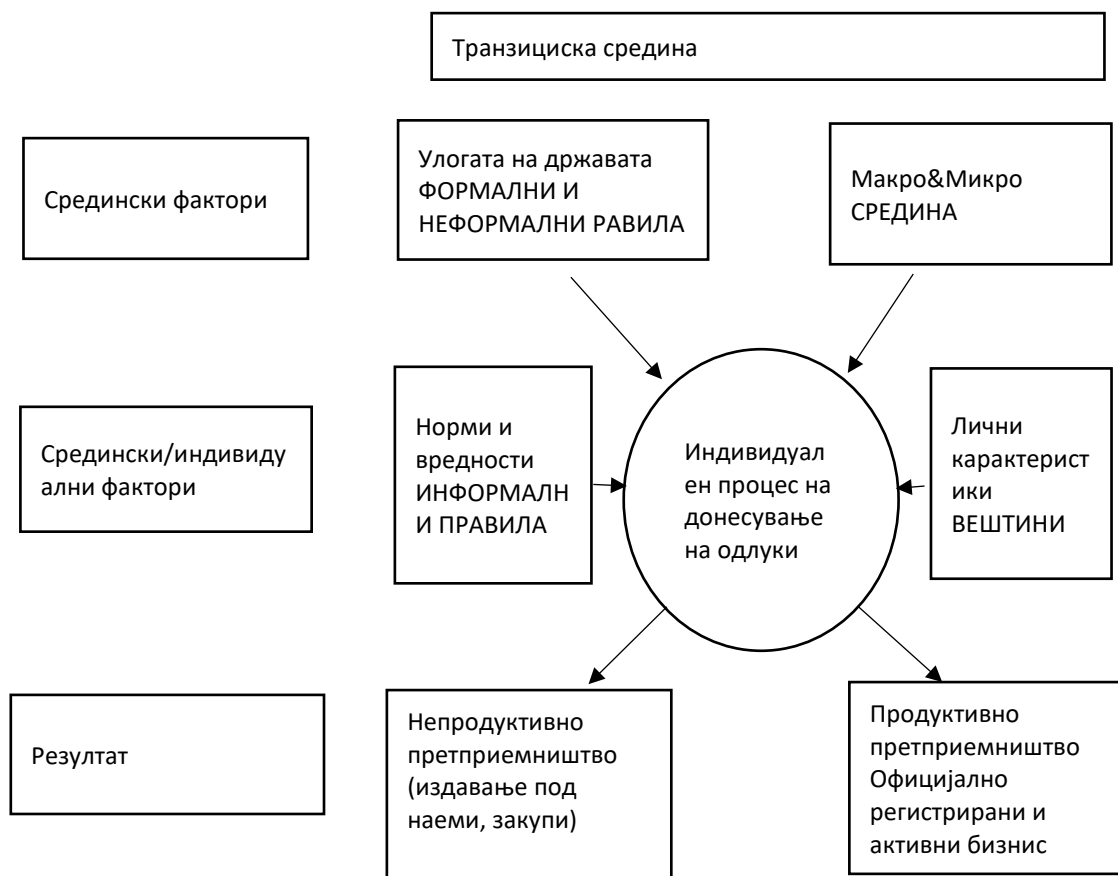 Транзициска средина
Средински фактори
Улогата на државата
ФОРМАЛНИ И
НЕФОРМАЛНИ РАВИЛА
Макро&Микро
СРЕДИНА
Средински/индивиду
ални фактори
Норми и
вредности
ИНФОРМАЛН
И ПРАВИЛА
Индивидуал
ен процес на
донесување
на одлуки
Лични
карактерист
ики
ВЕШТИНИ
Резултат
Непродуктивно
претприемништво
(издавање под
наеми, закупи)
Продуктивно
претприемништво
Официјално
регистрирани и
активни бизнис